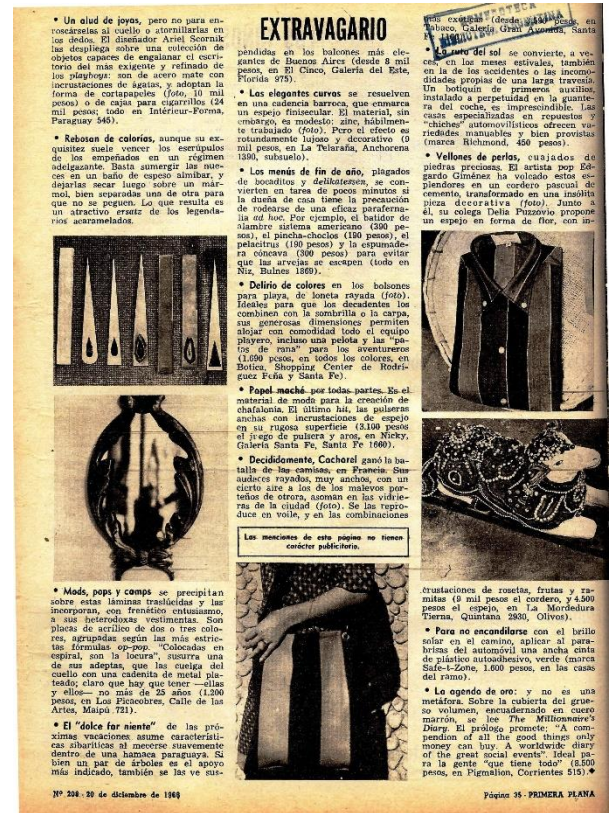 EXTRAVAGARIO
• Un alud de joyas, pero no para en-
roscárselas al cuello o atornillarlas en
los dedos. El diseñador Ariel Scornik
las despliega sobre una colección de
objetos capaces de engalanar el escri-
torio del más exigente y refinado de
los playboys: son de acero mate con
incrustaciones de ágatas, y adoptan la
forma de cortapapeles (foto, 10 mil
pesos) o de cajas para cigarrillos (24
mil pesos; todo en Intérieur-Forma,
Paraguay 545).
• Rebosan de calorías, aunque su ex-
quisitez suele vencer los escrúpulos
de los empeñados en un régimen
adelgazante. Basta sumergir las nue-
ces en un baño de espeso almíbar, y
dejarlas secar luego sobre un már-
mol, bien separadas una de otra para
que no se peguen. Lo que resulta es
un atractivo ersatz de los legenda-
rios acaramelados.
• Mods, pops y camps se precipitan
sobre estas láminas traslúcidas y las
incorporan, con frenético entusiasmo,
a sus heterodoxas vestimentas. Son
placas de acrílico de dos o tres colo-
res, agrupadas según las más estric-
tas fórmulas op-pop. "Colocadas en
espiral, son la locura", susurra una
de sus adeptas, que las cuelga del
cuello con una cadenita de metal pla-
teado; claro que hay que tener —ellas
y ellos— no más de 25 años (1.200
pesos, en Los Picacobres, Calle de las
Artes, Maipú 721).
• El "dolce far niente" de las pró-
ximas vacaciones asume característi-
cas sibaríticas al mecerse suavemente
dentro de una hamaca paraguaya. Si
bien un par de árboles es el apoyo
más indicado, también se las ve sus-
pendidas en los balcones más ele-
gantes de Buenos Aires (desde 8 mil
pesos, en El Cinco, Galería del Este,
Florida 975).
• Las elegantes curvas se resuelven
en una cadencia barroca, que enmarca
un espejo finisecular. El material, sin
embargo, es modesto: zinc, hábilmen-
te trabajado (foto). Pero el efecto es
rotundamente lujoso y decorativo (9
mil pesos, en La Telaraña, Anchorena
1390, subsuelo).
• Los menús de fin de año, plagados
de bocaditos y delikatessen, se con-
vierten en tarea de pocos minutos si
la dueña de casa tiene la precaución
de rodearse de una eficaz paraferna-
lia ad hoc. Por ejemplo, el batidor de
alambre sistema americano (390 pe-
sos), el pincha-choclos (190 pesos), el
pelacitrus (190 pesos) y la espumade-
ra cóncava (300 pesos) para evitar
que las arvejas se escapen (todo en
Niz, Bulnes 1869).
• Delirio de colores en los bolsones
para playa, de loneta rayada (foto).
Ideales para que los decadentes los
combinen con la sombrilla o la carpa,
sus generosas dimensiones permiten
alojar con comodidad todo el equipo
playero, incluso una pelota y las "pa-
tas de rana" para los aventureros
(1.690 pesos, en todos los colores, en
Botica, Shopping Center de Rodrí-
guez Peña y Santa Fe).
• Papel maché por todas partes. Es el
material de moda para la creación de
chafalonia. El último hit, las pulseras
anchas con incrustaciones de espejo
en su rugosa superficie (3.100 pesos
el juego de pulsera y aros, en Nicky,
Galería Santa Fe, Santa Fe 1660).
• Decididamente, Cacharel ganó la ba-
talla de las camisas, en Francia. Sus
audaces rayados, muy anchos, con un
cierto aire a los de los malevos por-
teños de otrora, asoman en las vidrie-
ras de la ciudad (foto). Se las repro-
duce en voile, y en las combinaciones
Las menciones de esta página no tienen
carácter publicitario.
más exóticas (desde pesos, en
Tabaco, Galería Gran Avenida, Santa
• La cura del sol se convierte, a ve-
ces, en los meses estivales, también
en la de los accidentes o las incomo-
didades propias de una larga travesía.
Un botiquín de primeros auxilios,
instalado a perpetuidad en la guante-
ra del coche, es imprescindible. Las
casas especializadas en repuestos y
"chiches" automovilísticos ofrecen va-
riedades manuables y bien provistas
(marca Richmond, 450 pesos).
• Vellones de perlas, cuajados de
piedras preciosas. El artista pop Ed-
gardo Giménez ha volcado estos es-
plendores en un cordero pascual de
cemento, transformado en una insólita
pieza decorativa (foto). Junto a
él, su colega Delia Puzzovio propone
un espejo en forma de flor, con in-
crustaciones de rosetas, frutas y ra-
mitas (9 mil pesos el cordero, y 4.500
pesos el espejo, en La Mordedura
Tierna, Quintana 2930, Olivos).
• Para no encandilarse con el brillo
solar en el camino, aplicar al para-
brisas del automóvil una ancha cinta
de plástico autoadhesivo, verde (marca
Safe-t-Zone, 1.600 pesos, en las casas
del ramo).
• La agenda de oro: y no es una
metáfora. Sobre la cubierta del grue-
so volumen, encuadernado en cuero
marrón, se lee The Millionnaire's
Diary. El prólogo promete: "A com-
pendion of all the good things only
money can buy. A worldwide diary
of the great social events". Ideal pa-
ra la gente "que tiene todo" (8.500
pesos, en Pigmalion, Corrientes 515).◆
Nº 208 - 20 de diciembre de 1966
Página 35 - PRIMERA PLANA